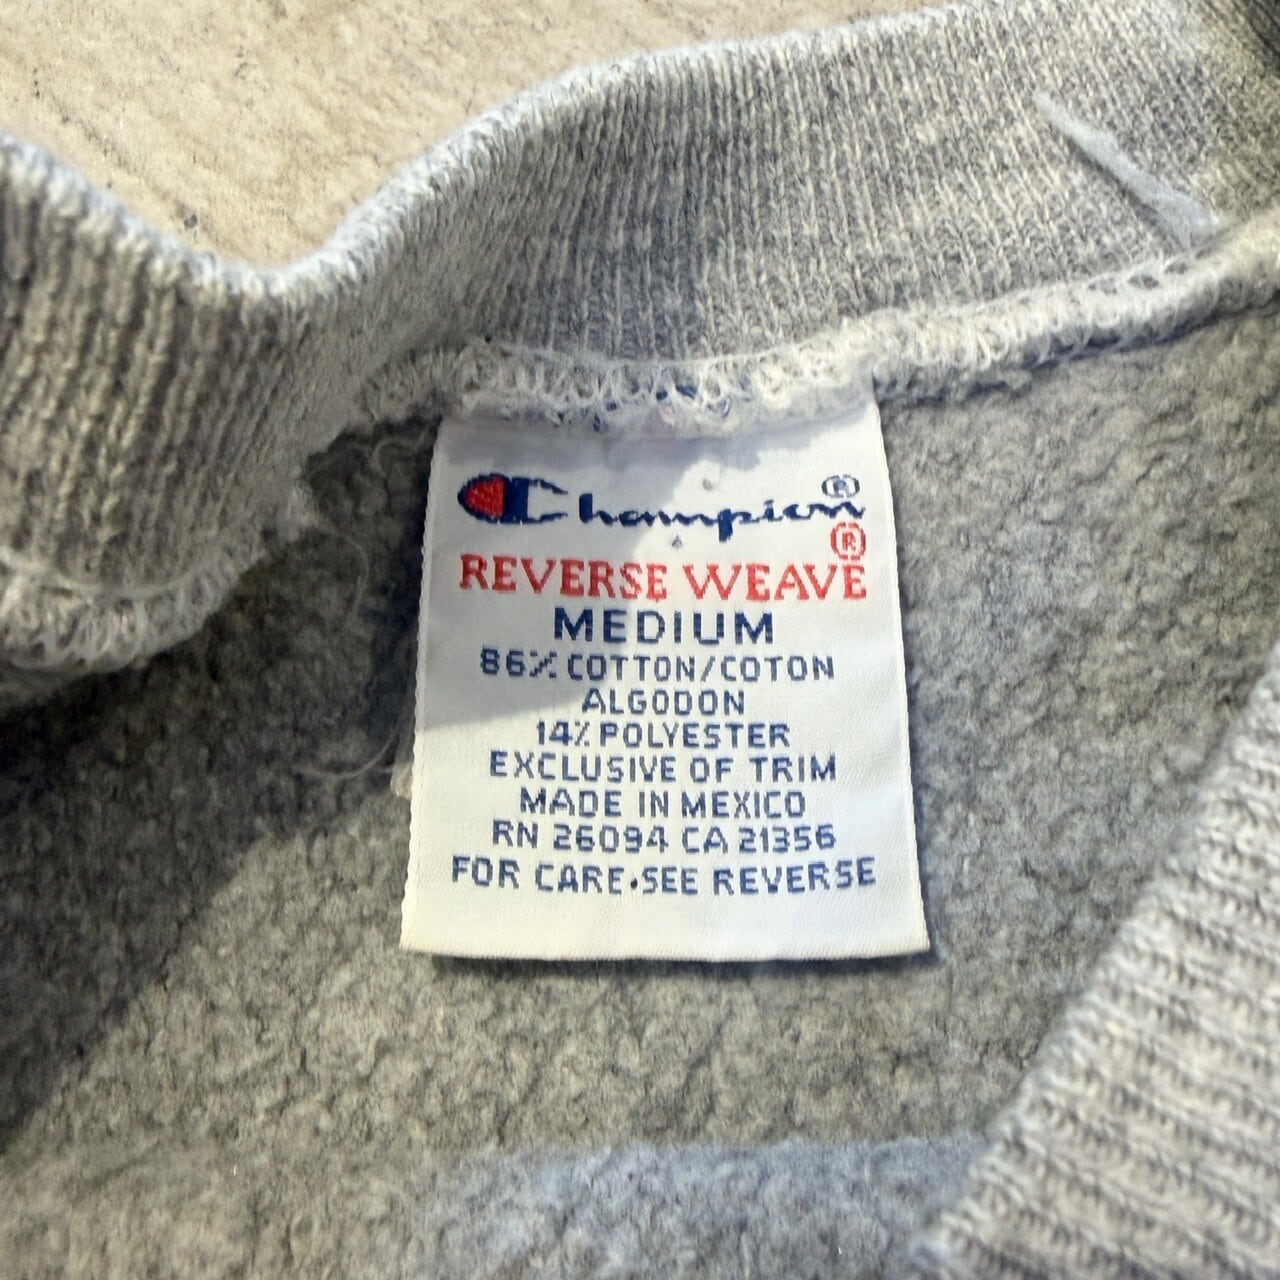 Champion®
®
REVERSE WEAVE
MEDIUM
86% COTTON/COTON
ALGODON
14% POLYESTER
EXCLUSIVE OF TRIM
MADE IN MEXICO
RN 26094 CA 21356
FOR CARE·SEE REVERSE